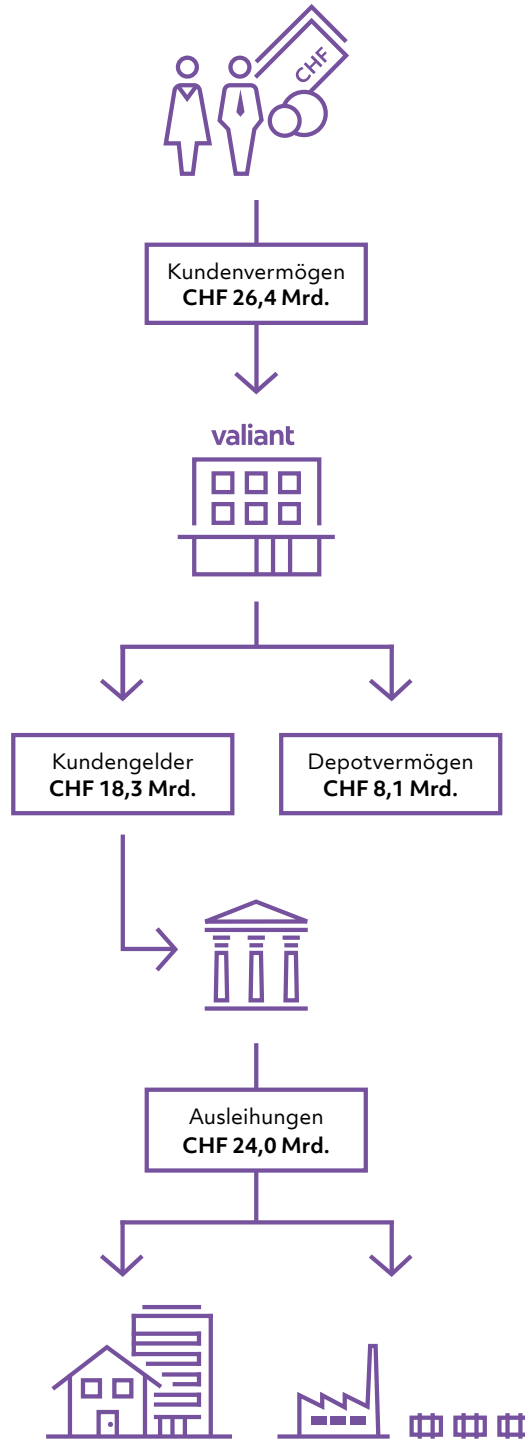 CHF
Kundenvermögen
CHF 26,4 Mrd.
valiant
Kundengelder
CHF 18,3 Mrd.
Depotvermögen
CHF 8,1 Mrd.
Ausleihungen
CHF 24,0 Mrd.